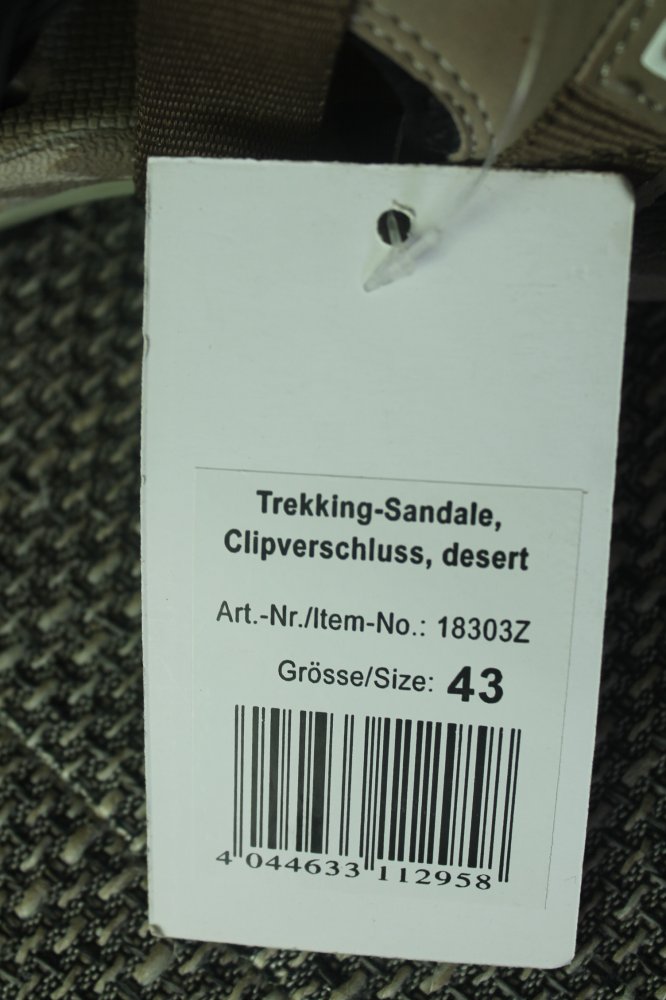 Trekking-Sandale,
Clipverschluss, desert
Art.-Nr./Item-No.: 18303Z
Grösse/Size: 43
4 044633 112958